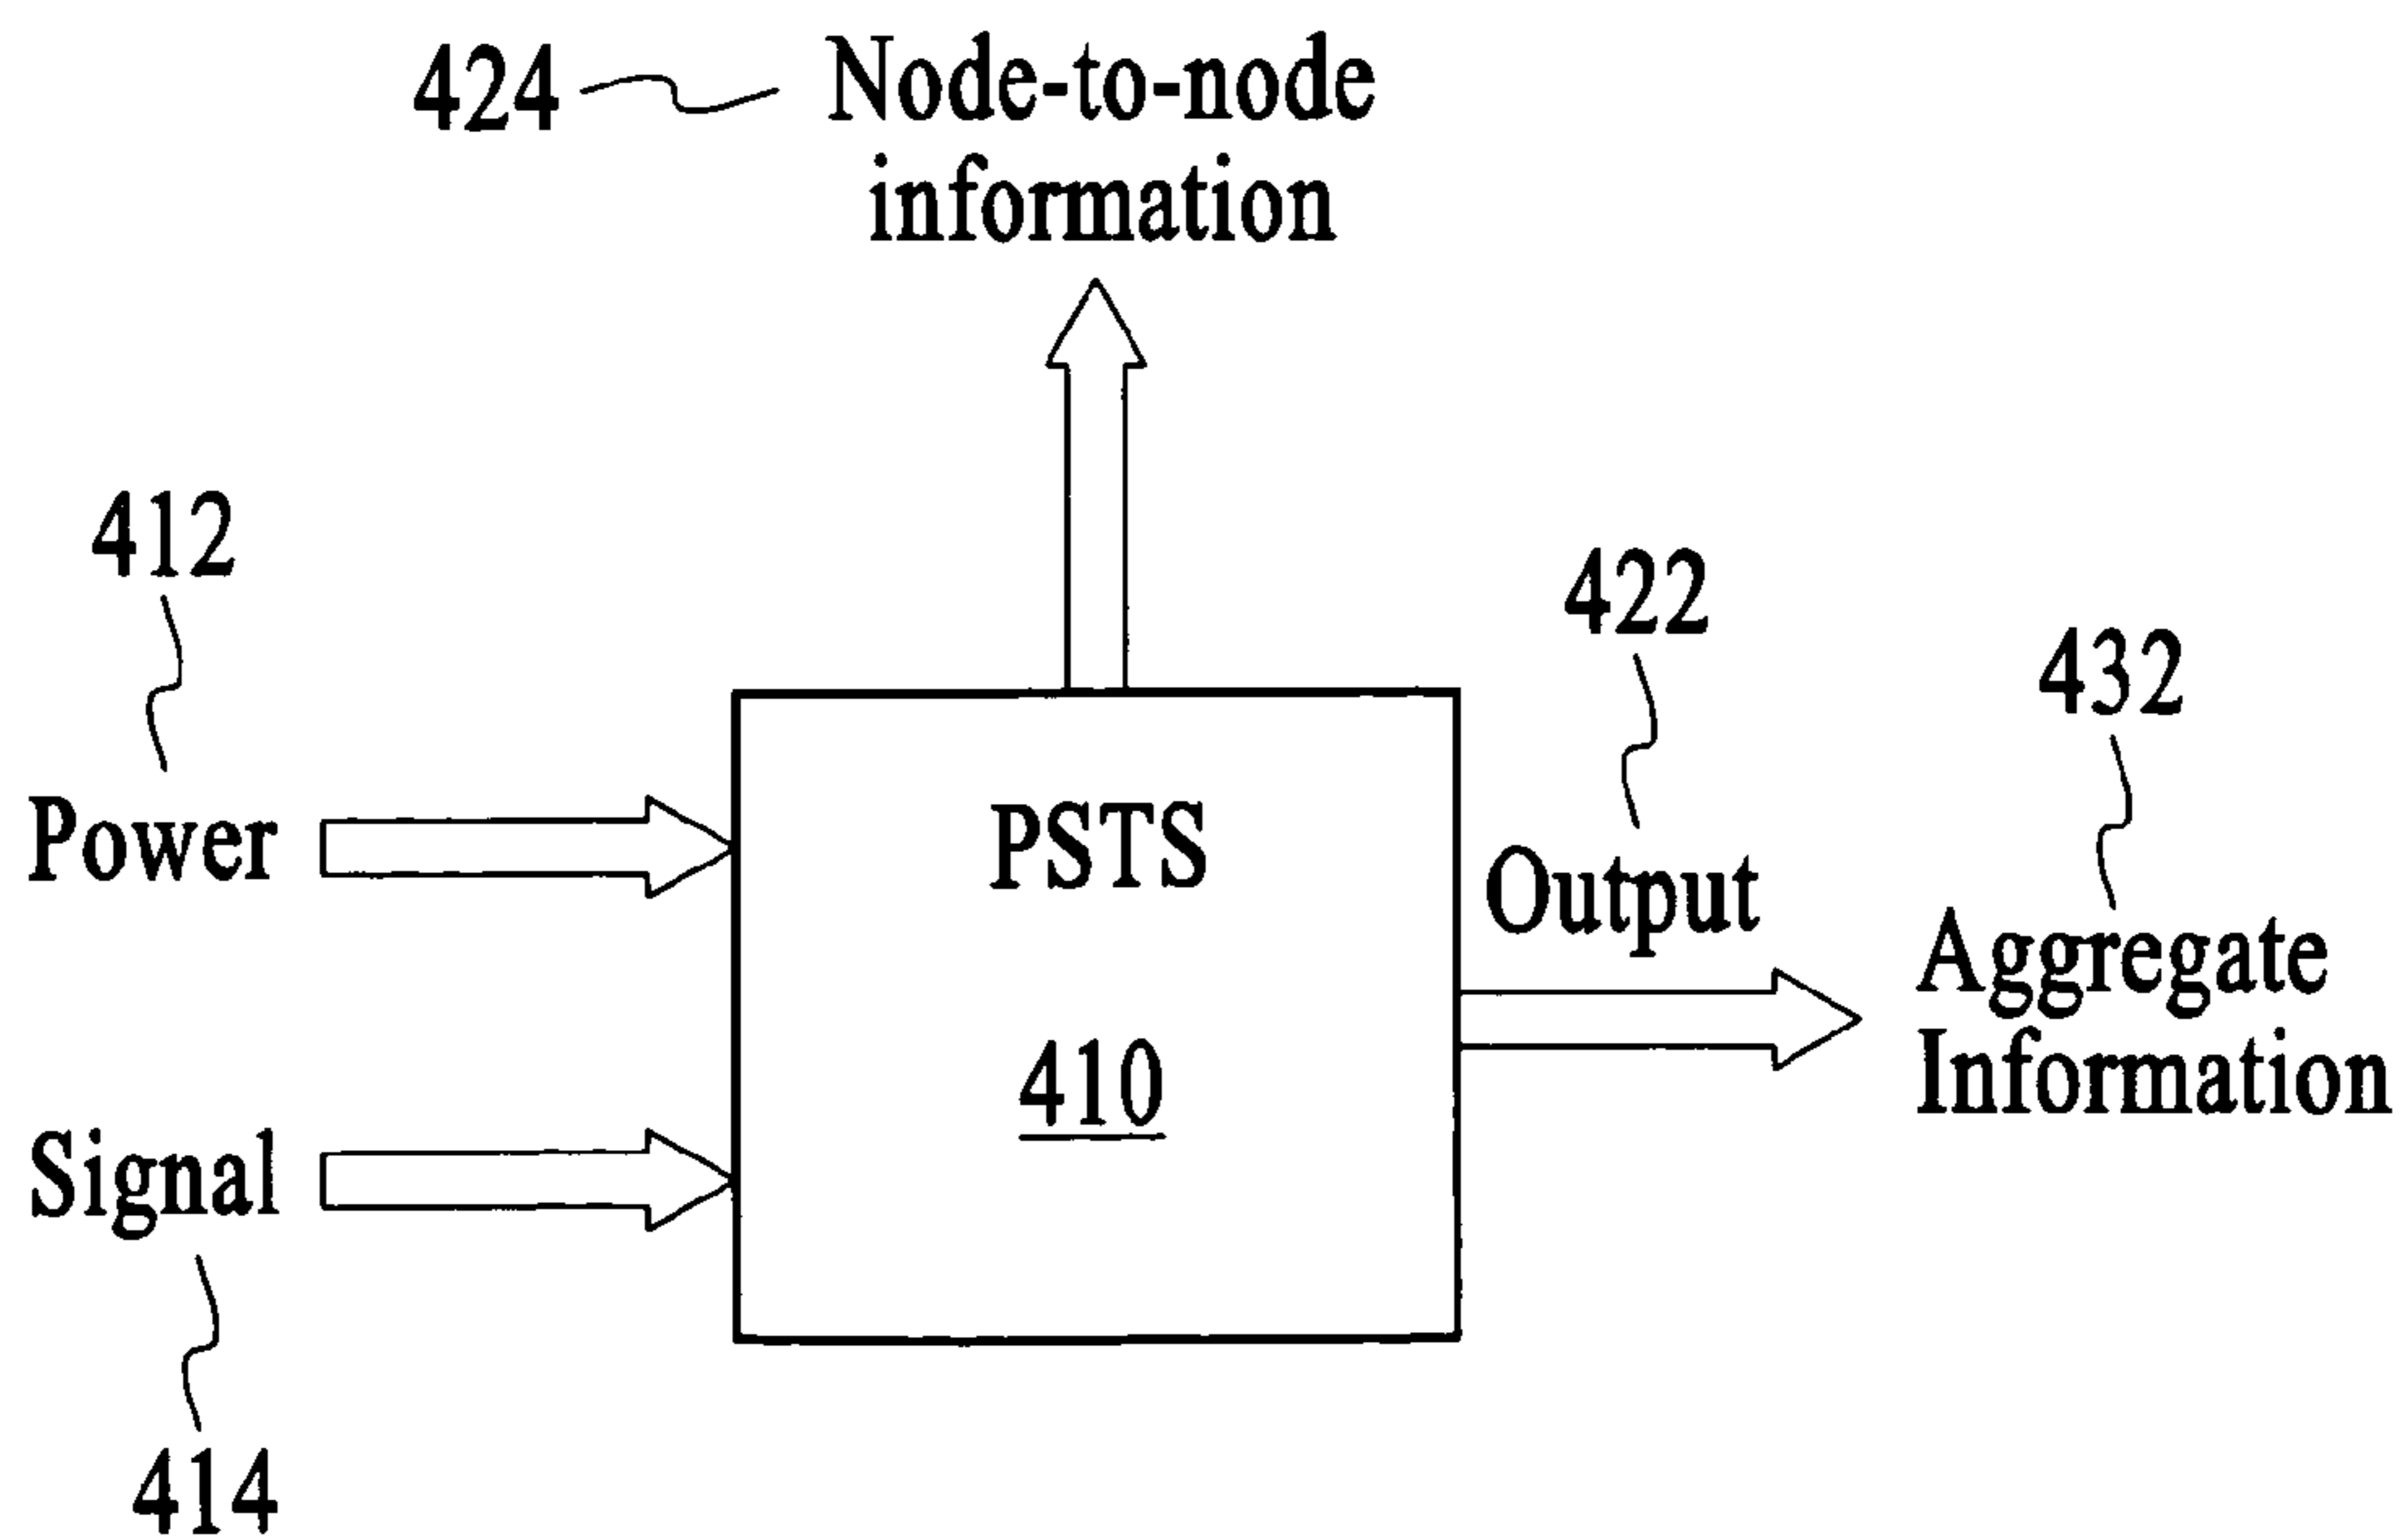 424 Node-to-node
information
412
422
432
Power
PSTS
Output
Aggregate
Information
410
Signal
414